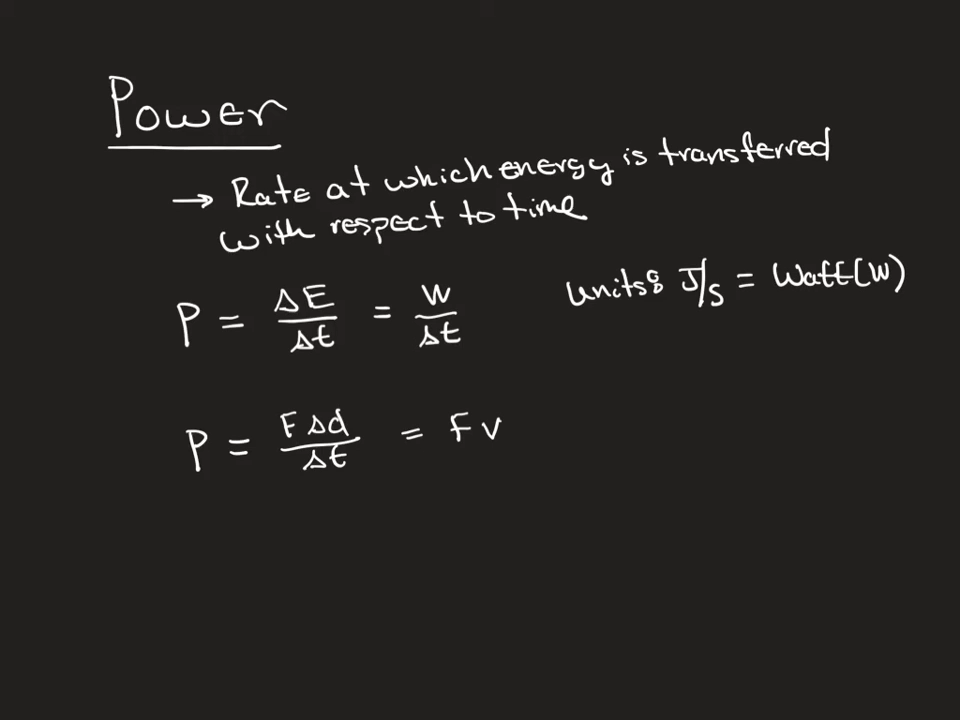 Power
→ Rate at which energy is transferred
with respect to time
P = ΔE/Δt = W/Δt
Units: J/s = Watt (W)
P = FΔd/Δt = Fv